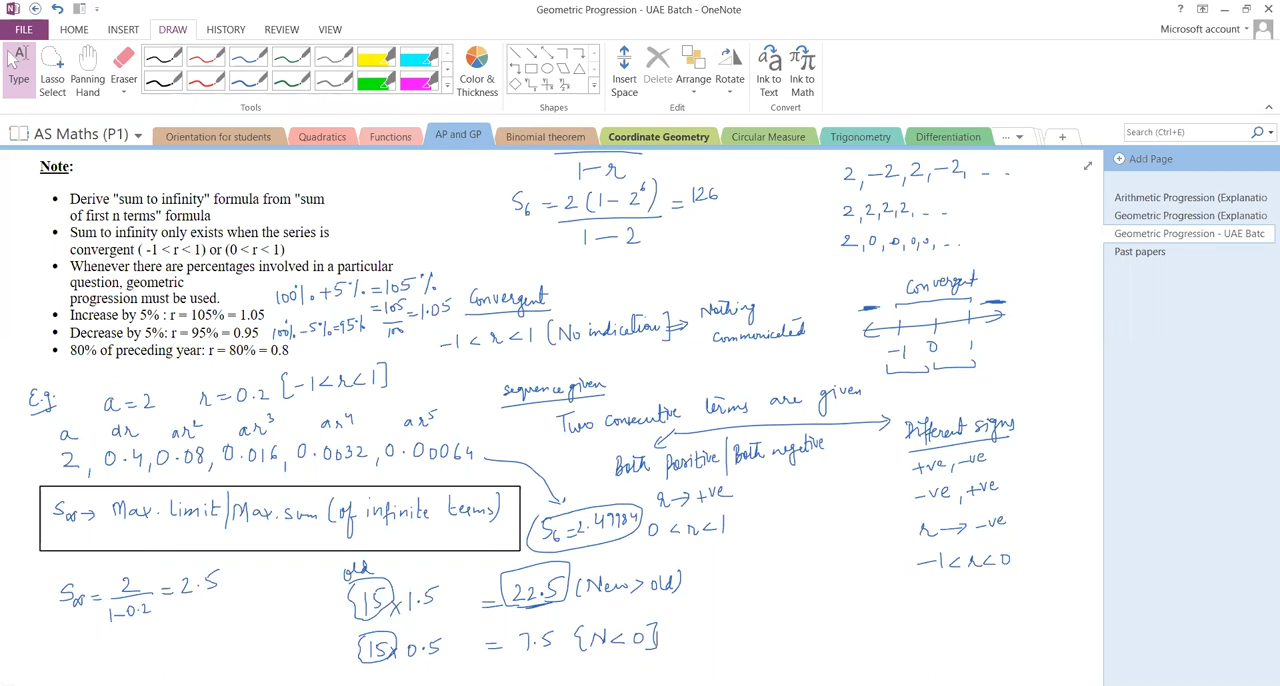 Geometric Progression - UAE Batch - OneNote
Microsoft account
FILE HOME INSERT DRAW HISTORY REVIEW VIEW
Type Lasso Select Panning Hand Eraser Color & Thickness Insert Space Delete Arrange Rotate Ink to Text Ink to Math
Tools Shapes Edit Convert
AS Maths (P1) Orientation for students Quadratics Functions AP and GP Binomial theorem Coordinate Geometry Circular Measure Trigonometry Differentiation ... Search (Ctrl+E)
Add Page
Arithmetic Progression (Explanatio
Geometric Progression (Explanatio
Geometric Progression - UAE Batc
Past papers
Note:
• Derive "sum to infinity" formula from "sum
of first n terms" formula
• Sum to infinity only exists when the series is
convergent ( -1 < r < 1) or (0 < r < 1)
• Whenever there are percentages involved in a particular
question, geometric
progression must be used.
• Increase by 5% : r = 105% = 1.05
• Decrease by 5%: r = 95% = 0.95
• 80% of preceding year: r = 80% = 0.8
1-r
S6 = 2(1-2^6)/(1-2) = 126
2, -2, 2, -2, ...
2, 2, 2, 2, ...
2, 0, 0, 0, 0, ...
100% + 5% = 105%
= 105/100 = 1.05
100% - 5% = 95%
Convergent
-1 < r < 1 [No indication] ⇒ Nothing
communicated
Convergent
-1 0 1
E.g: a = 2 r = 0.2 [-1 < r < 1]
a ar ar² ar³ ar⁴ ar⁵
2, 0.4, 0.08, 0.016, 0.0032, 0.00064
sequence given
Two consecutive terms are given
Both positive / Both negative
r → +ve
0 < r < 1
Different signs
+ve, -ve
-ve, +ve
r → -ve
-1 < r < 0
S∞ → Max. limit / Max. sum (of infinite terms)
S6 = 2.49984
S∞ = 2/(1-0.2) = 2.5
old
{15 x 1.5 = 22.5 (New > old)
{15 x 0.5 = 7.5 {N < O]